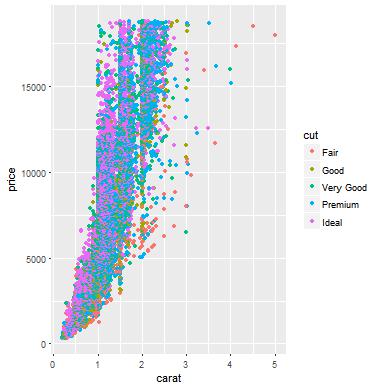 price
15000
10000
5000
0
0
1
2
3
4
5
carat
cut
Fair
Good
Very Good
Premium
Ideal